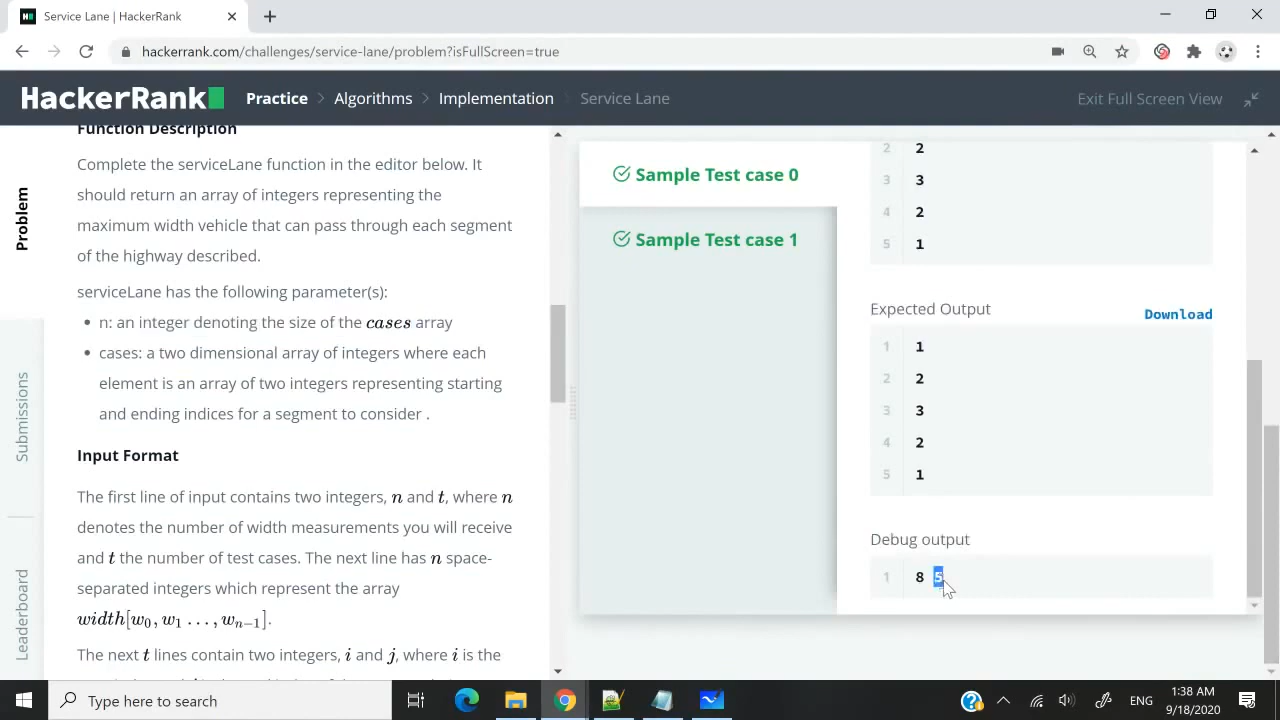 Service Lane | HackerRank
hackerrank.com/challenges/service-lane/problem?isFullScreen=true
HackerRank Practice > Algorithms > Implementation > Service Lane Exit Full Screen View
Problem
Submissions
Leaderboard
Function Description
Complete the serviceLane function in the editor below. It
should return an array of integers representing the
maximum width vehicle that can pass through each segment
of the highway described.
serviceLane has the following parameter(s):
• n: an integer denoting the size of the cases array
• cases: a two dimensional array of integers where each
element is an array of two integers representing starting
and ending indices for a segment to consider .
Input Format
The first line of input contains two integers, n and t, where n
denotes the number of width measurements you will receive
and t the number of test cases. The next line has n space-
separated integers which represent the array
width[w₀, w₁ . . . , wₙ₋₁].
The next t lines contain two integers, i and j, where i is the
Sample Test case 0
Sample Test case 1
2 2
3 3
4 2
5 1
Expected Output
Download
1 1
2 2
3 3
4 2
5 1
Debug output
1 8 5
Type here to search
ENG
1:38 AM
9/18/2020